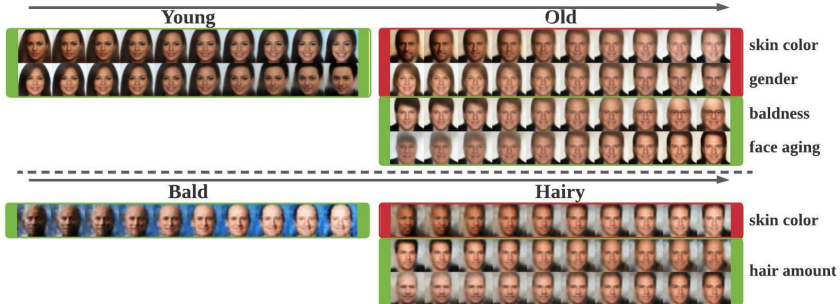 Young Old
skin color
gender
baldness
face aging
Bald Hairy
skin color
hair amount